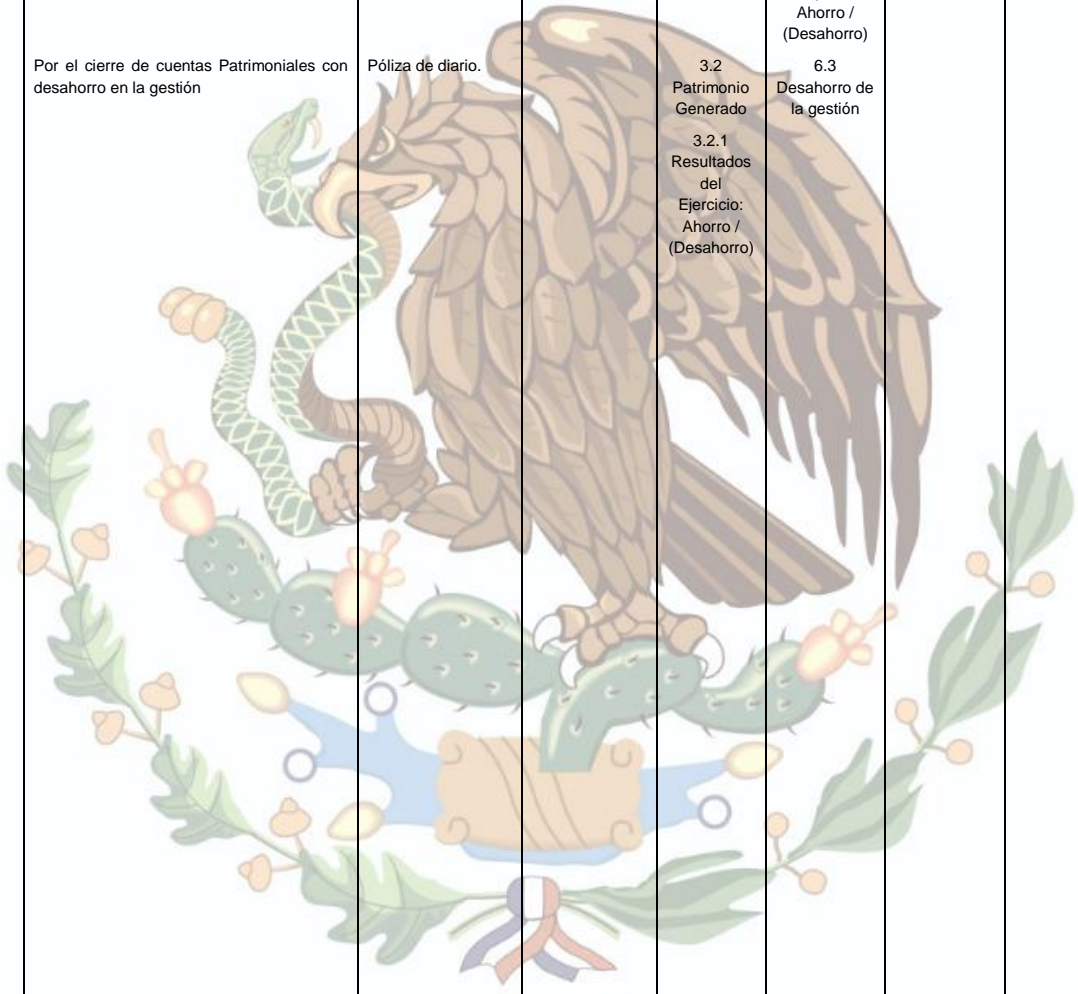 Ahorro /
(Desahorro)
Por el cierre de cuentas Patrimoniales con
desahorro en la gestión
Póliza de diario.
3.2
Patrimonio
Generado
3.2.1
Resultados
del
Ejercicio:
Ahorro /
(Desahorro)
6.3
Desahorro de
la gestión